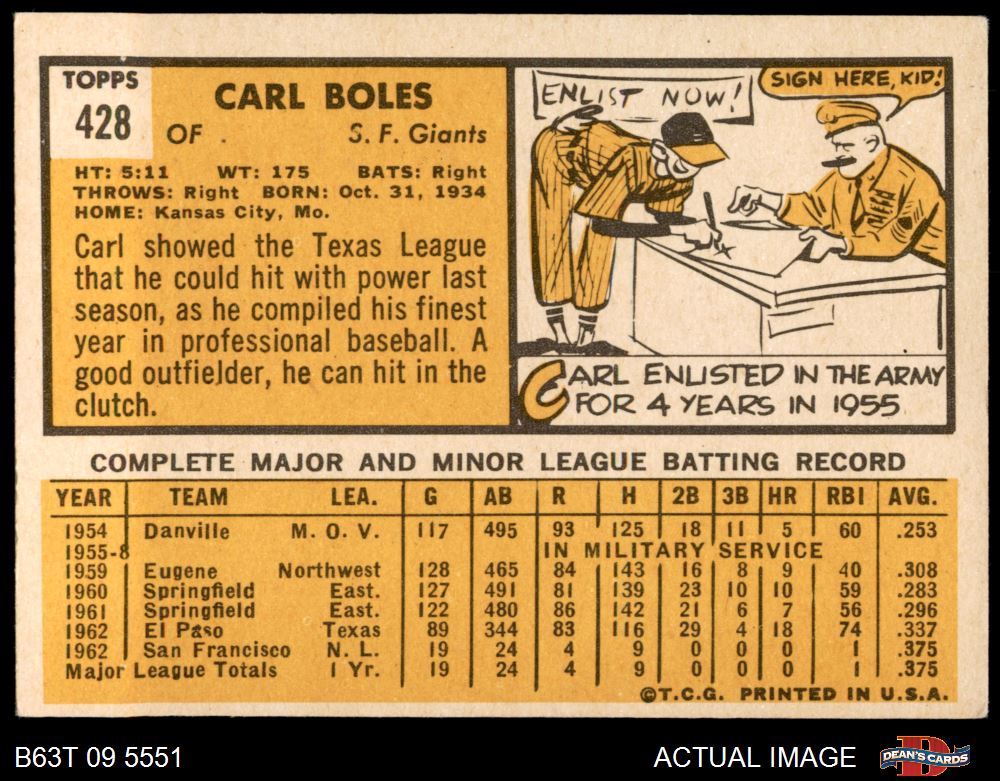 TOPPS
428
CARL BOLES
OF . S. F. Giants
HT: 5:11 WT: 175 BATS: Right
THROWS: Right BORN: Oct. 31, 1934
HOME: Kansas City, Mo.
Carl showed the Texas League
that he could hit with power last
season, as he compiled his finest
year in professional baseball. A
good outfielder, he can hit in the
clutch.
ENLIST NOW!
SIGN HERE, KID!
CARL ENLISTED IN THE ARMY
FOR 4 YEARS IN 1955
COMPLETE MAJOR AND MINOR LEAGUE BATTING RECORD
YEAR TEAM LEA. G AB R H 2B 3B HR RBI AVG.
1954 Danville M. O. V. 117 495 93 125 18 11 5 60 .253
1955-8 IN MILITARY SERVICE
1959 Eugene Northwest 128 465 84 143 16 8 9 40 .308
1960 Springfield East. 127 491 81 139 23 10 10 59 .283
1961 Springfield East. 122 480 86 142 21 6 7 56 .296
1962 El Paso Texas 89 344 83 116 29 4 18 74 .337
1962 San Francisco N. L. 19 24 4 9 0 0 0 1 .375
Major League Totals 1 Yr. 19 24 4 9 0 0 0 1 .375
©T.C.G. PRINTED IN U.S.A.
B63T 09 5551 ACTUAL IMAGE
DEAN'S CARDS